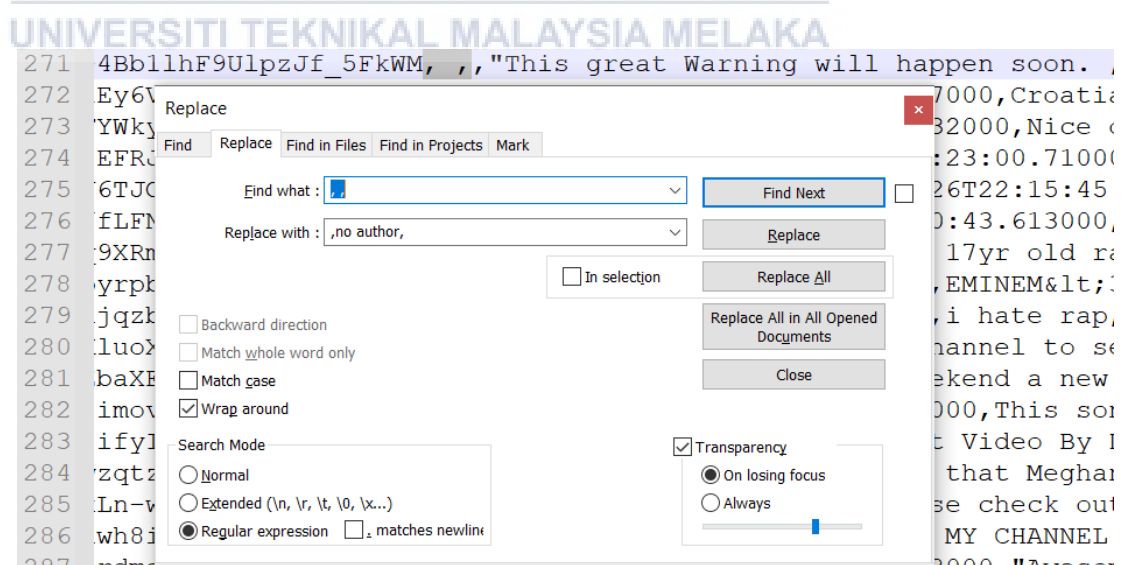 UNIVERSITI TEKNIKAL MALAYSIA MELAKA
271 4Bb1lhF9UlpzJf_5FkWM, ,,"This great Warning will happen soon. ,
272 Ey6 7000,Croatia
273 YWky 32000,Nice
274 EFR :23:00.71000
275 6TJC 26T22:15:45
276 fLFN 0:43.613000,
277 9XRm 17yr old ra
278 yrpb ,EMINEM&lt;3
279 jqzb ,i hate rap,
280 luoX hannel to se
281 baXE ekend a new
282 imov 000,This son
283 ifyI t Video By
284 zqtz that Meghan
285 Ln-w se check out
286 wh8i MY CHANNEL
287
Replace
Find Replace Find in Files Find in Projects Mark
Find what : , , Find Next
Replace with : ,no author, Replace
In selection Replace All
Replace All in All Opened
Documents
Close
Backward direction
Match whole word only
Match case
Wrap around
Search Mode
Normal
Extended (\n, \r, \t, \0, \x...)
Regular expression . matches newline
Transparency
On losing focus
Always